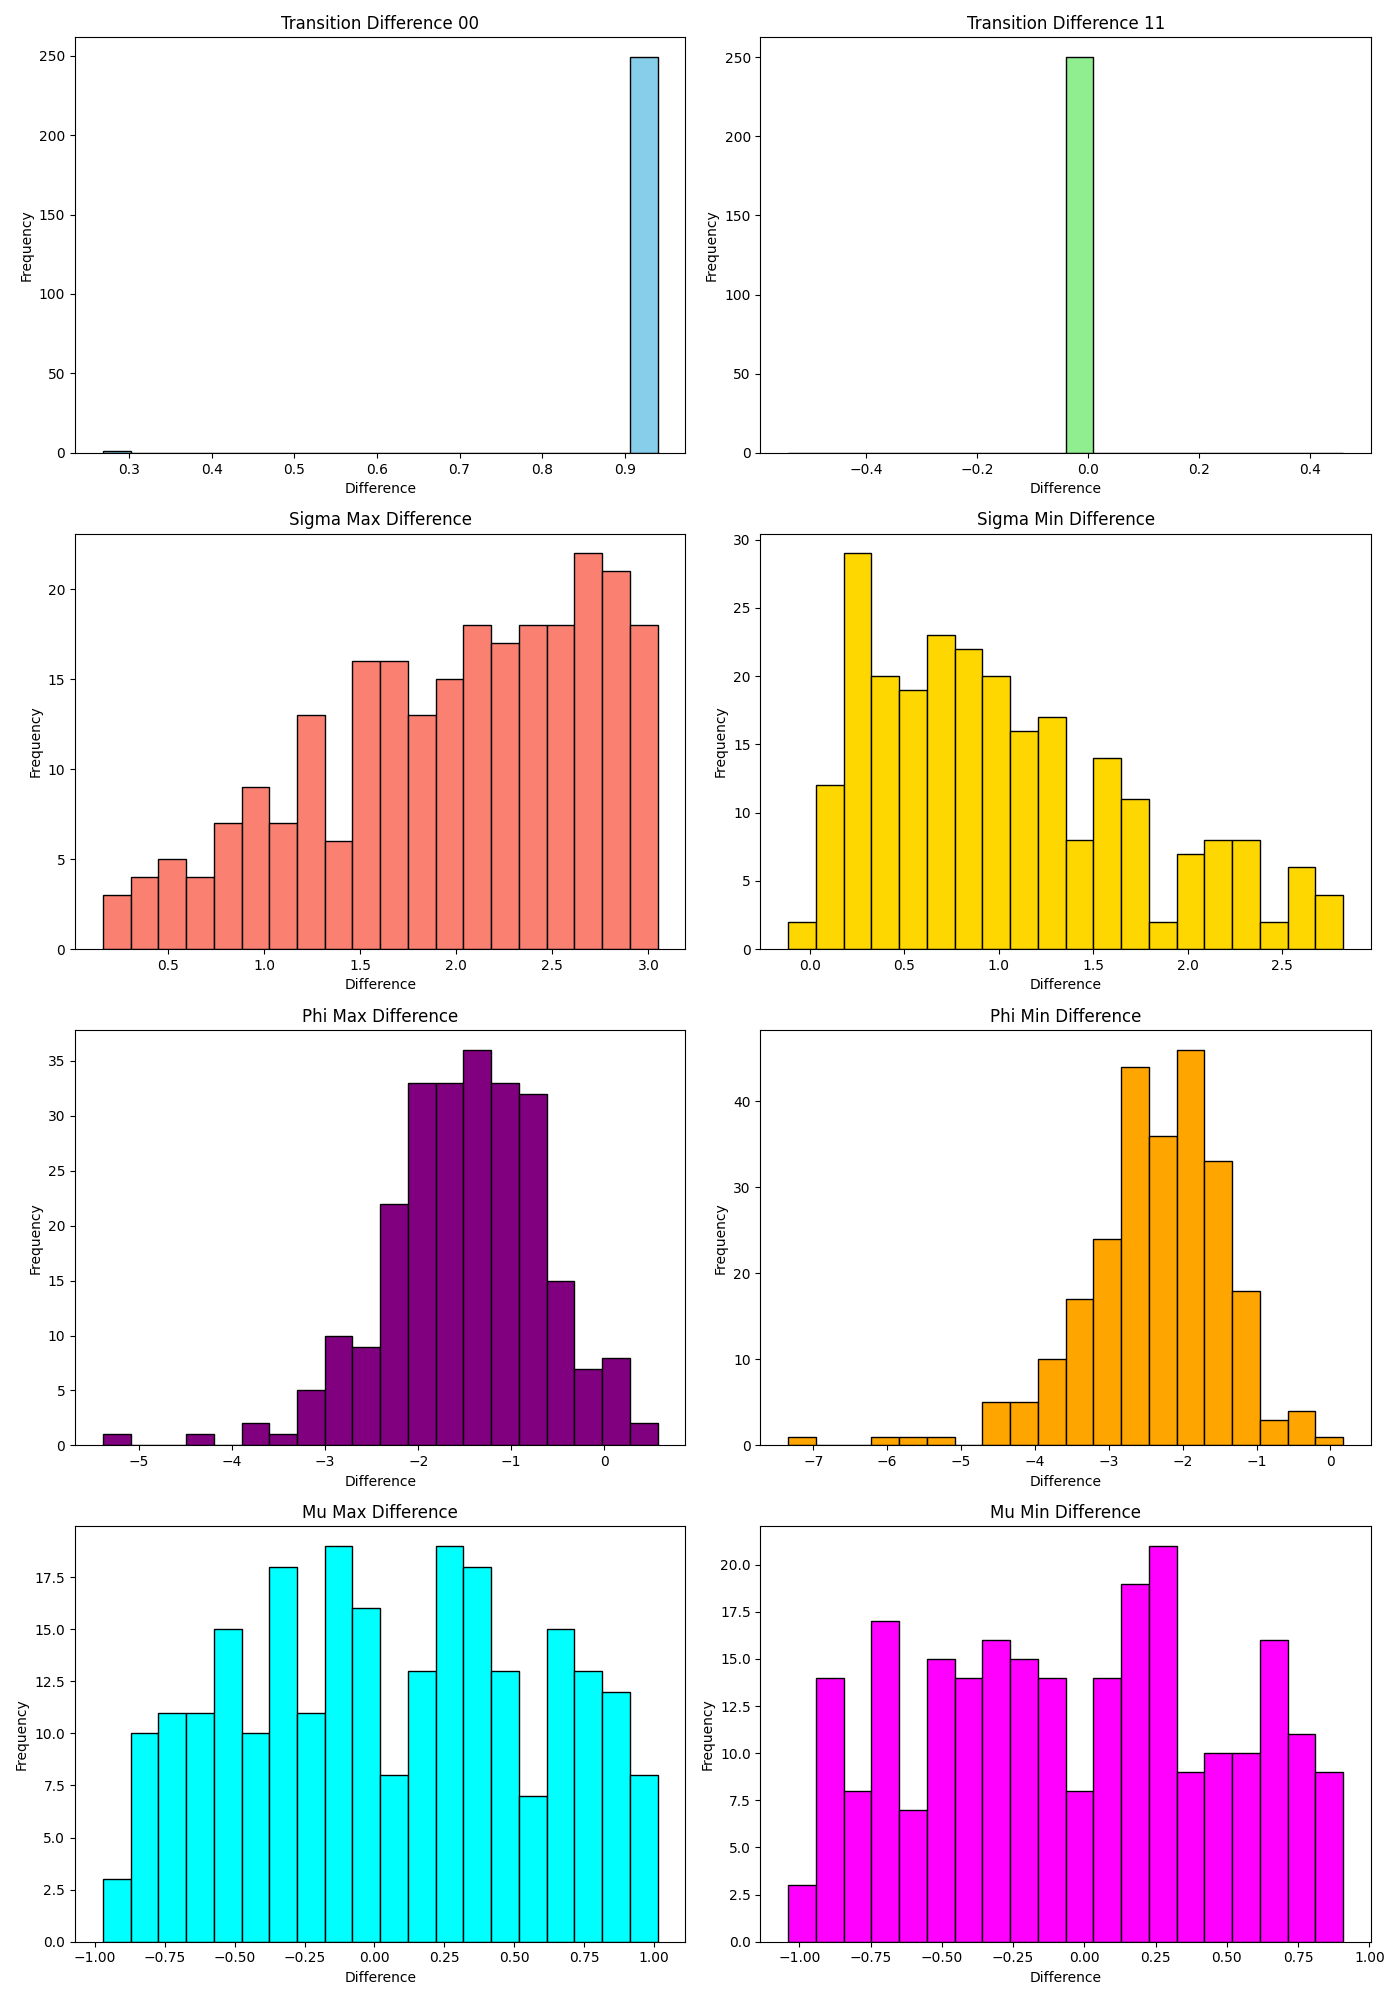 Transition Difference 00
250
200
150
100
50
0
Frequency
0.3 0.4 0.5 0.6 0.7 0.8 0.9
Difference
Transition Difference 11
250
200
150
100
50
0
Frequency
−0.4 −0.2 0.0 0.2 0.4
Difference
Sigma Max Difference
20
15
10
5
0
Frequency
0.5 1.0 1.5 2.0 2.5 3.0
Difference
Sigma Min Difference
30
25
20
15
10
5
0
Frequency
0.0 0.5 1.0 1.5 2.0 2.5
Difference
Phi Max Difference
35
30
25
20
15
10
5
0
Frequency
−5 −4 −3 −2 −1 0
Difference
Phi Min Difference
40
30
20
10
0
Frequency
−7 −6 −5 −4 −3 −2 −1 0
Difference
Mu Max Difference
17.5
15.0
12.5
10.0
7.5
5.0
2.5
0.0
Frequency
−1.00 −0.75 −0.50 −0.25 0.00 0.25 0.50 0.75 1.00
Difference
Mu Min Difference
20.0
17.5
15.0
12.5
10.0
7.5
5.0
2.5
0.0
Frequency
−1.00 −0.75 −0.50 −0.25 0.00 0.25 0.50 0.75 1.00
Difference